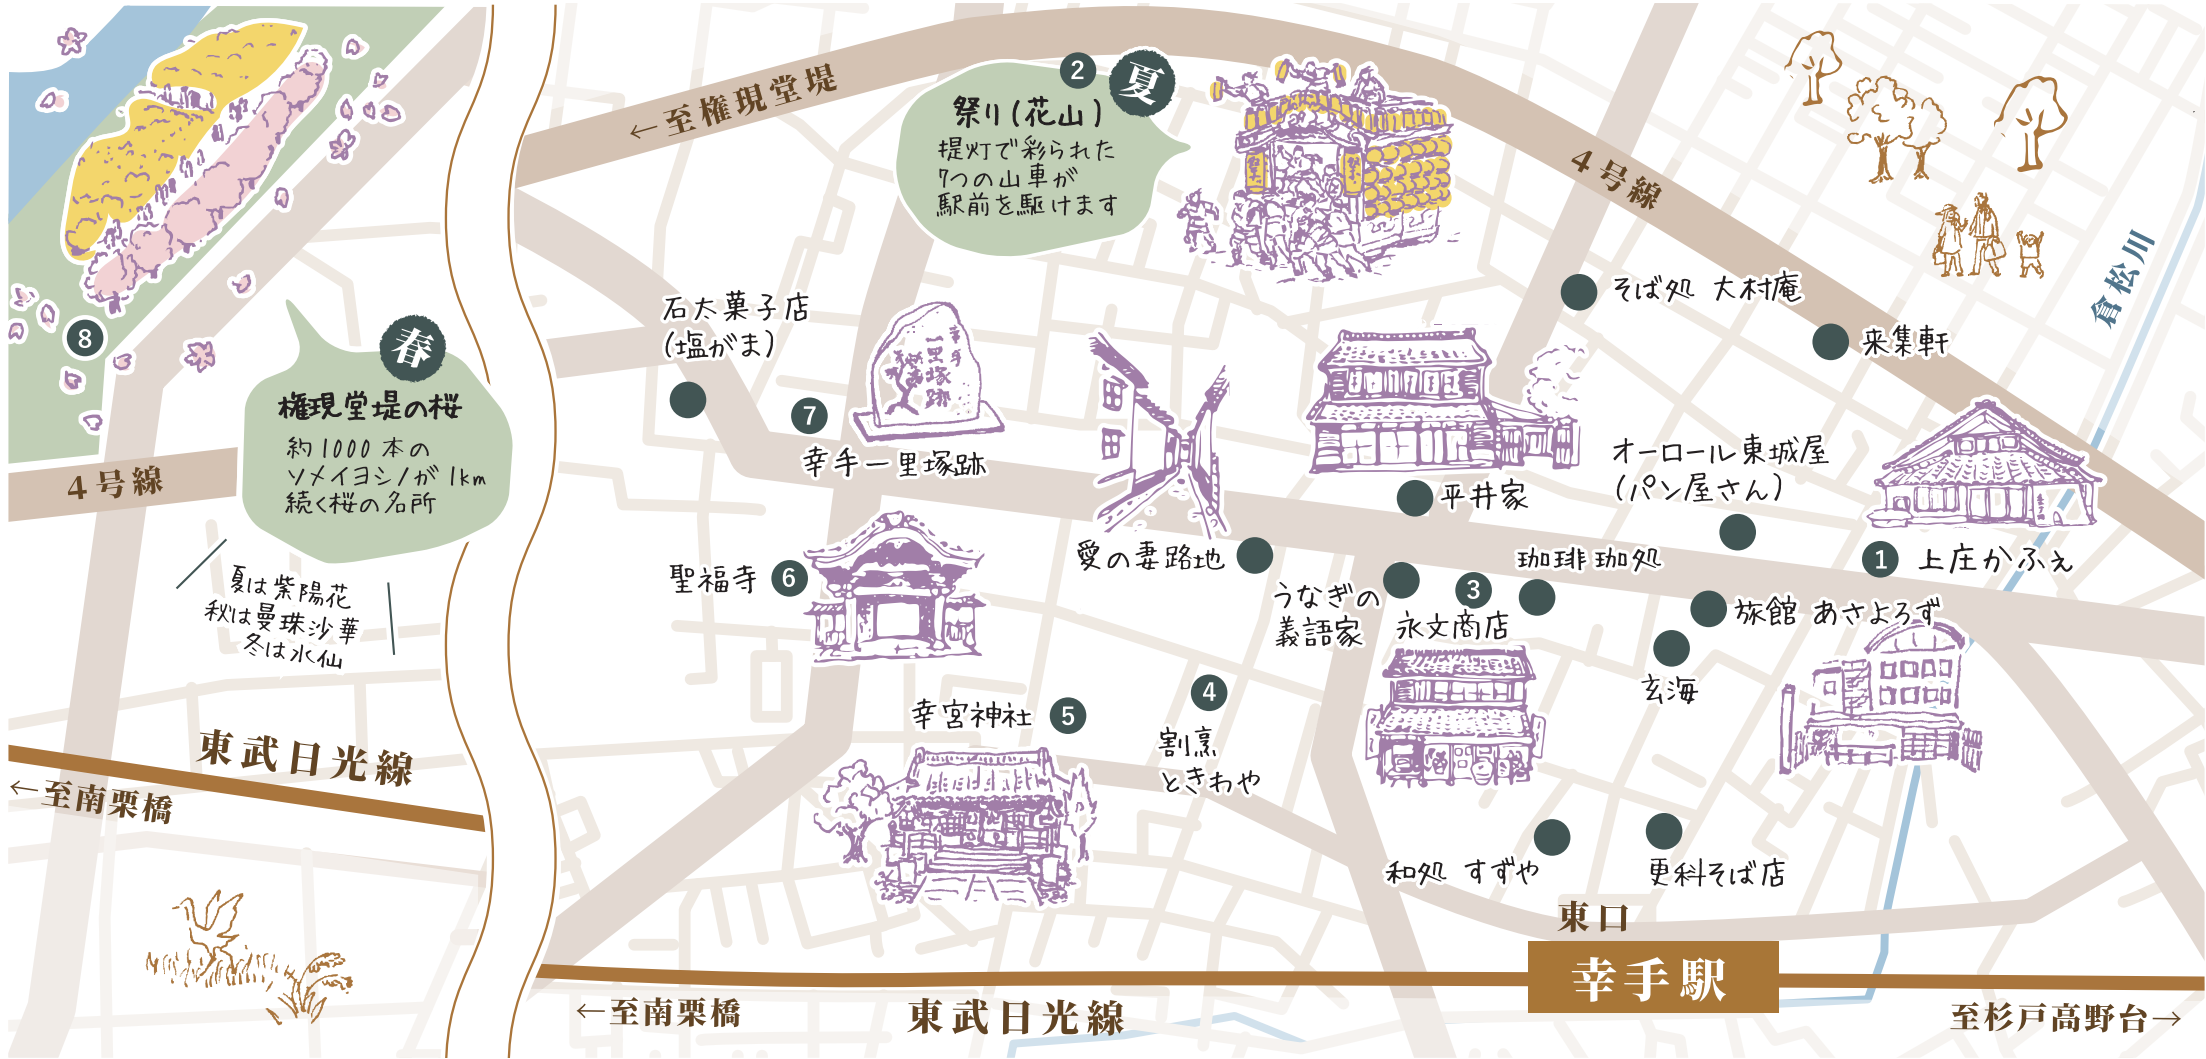 ←至権現堂堤
2
夏
祭り(花山)
提灯で彩られた
7つの山車が
駅前を駆けます
4号線
倉松川
8
春
権現堂堤の桜
約1000本の
ソメイヨシノが1km
続く桜の名所
4号線
夏は紫陽花
秋は曼珠沙華
冬は水仙
東武日光線
←至南栗橋
石太菓子店
(塩がま)
7
幸手一里塚跡
幸手
一里塚跡
そば処 大村庵
来集軒
平井家
オーロール東城屋
(パン屋さん)
1
上庄かふぇ
愛の妻路地
聖福寺
6
うなぎの
義語家
3
永文商店
珈琲珈処
旅館 あさよろず
玄海
幸宮神社
5
4
割烹
ときわや
和処 すずや
更科そば店
東口
幸手駅
←至南栗橋
東武日光線
至杉戸高野台→